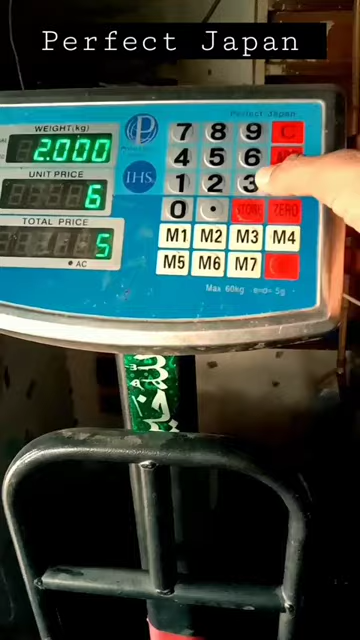 Perfect Japan
Perfect Japan
WEIGHT(kg)
2.000
UNIT PRICE
6
TOTAL PRICE
5
AC
P
IHS
7 8 9 C
4 5 6
1 2 3
0 . ZERO
M1 M2 M3 M4
M5 M6 M7
Max 60kg e=d= 5g